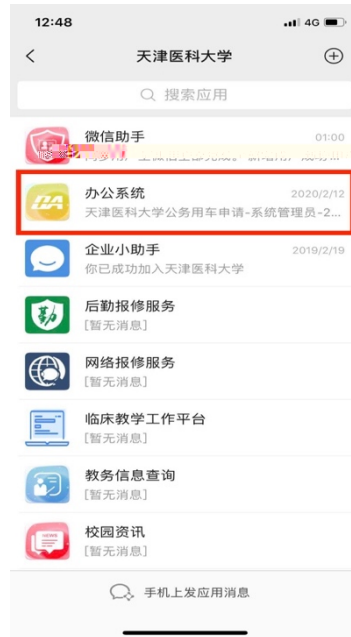 12:48
4G
天津医科大学
搜索应用
微信助手
01:00
办公系统
2020/2/12
OA
天津医科大学公务用车申请-系统管理员-2...
企业小助手
2019/2/19
你已成功加入天津医科大学
勤
后勤报修服务
[暂无消息]
网络报修服务
[暂无消息]
临床教学工作平台
[暂无消息]
教务信息查询
[暂无消息]
NEWS
校园资讯
[暂无消息]
手机上发应用消息